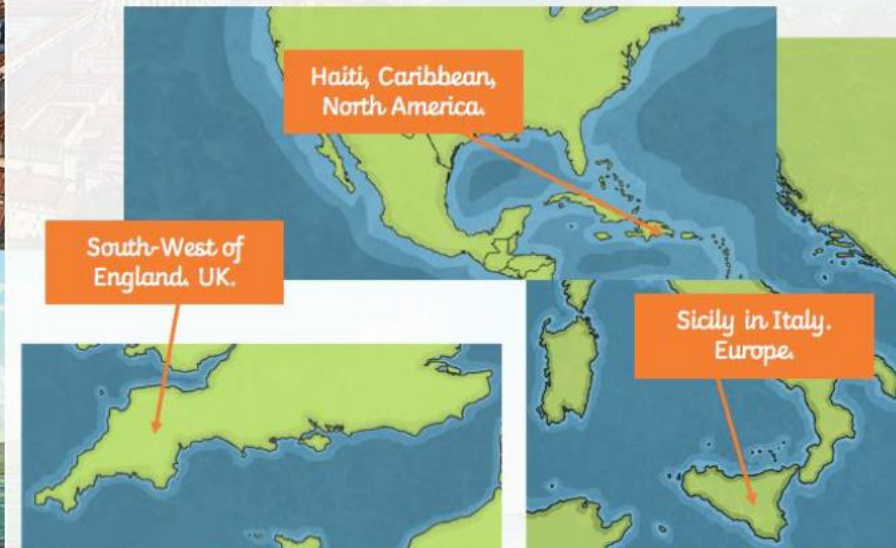 Haiti, Caribbean,
North America.
South-West of
England. UK.
Sicily in Italy.
Europe.